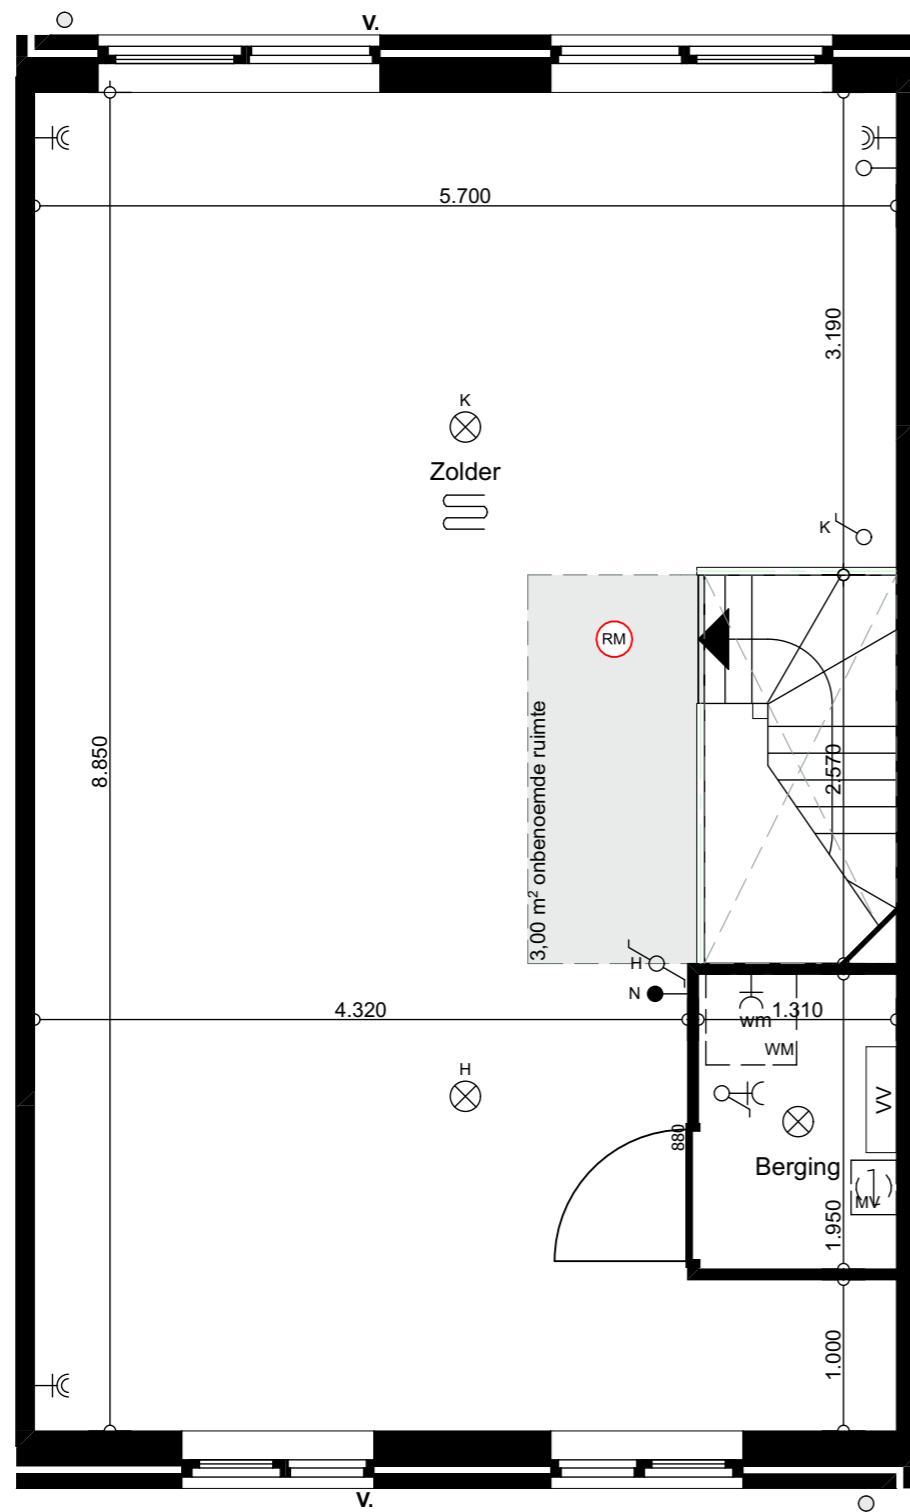 V.
5.700
3.190
K
Zolder
K
RM
8.850
3,00 m² onbenoemde ruimte
2.570
H
N
4.320
1.310
wm
WM
H
VV
880
Berging
MV
1.950
1.000
V.